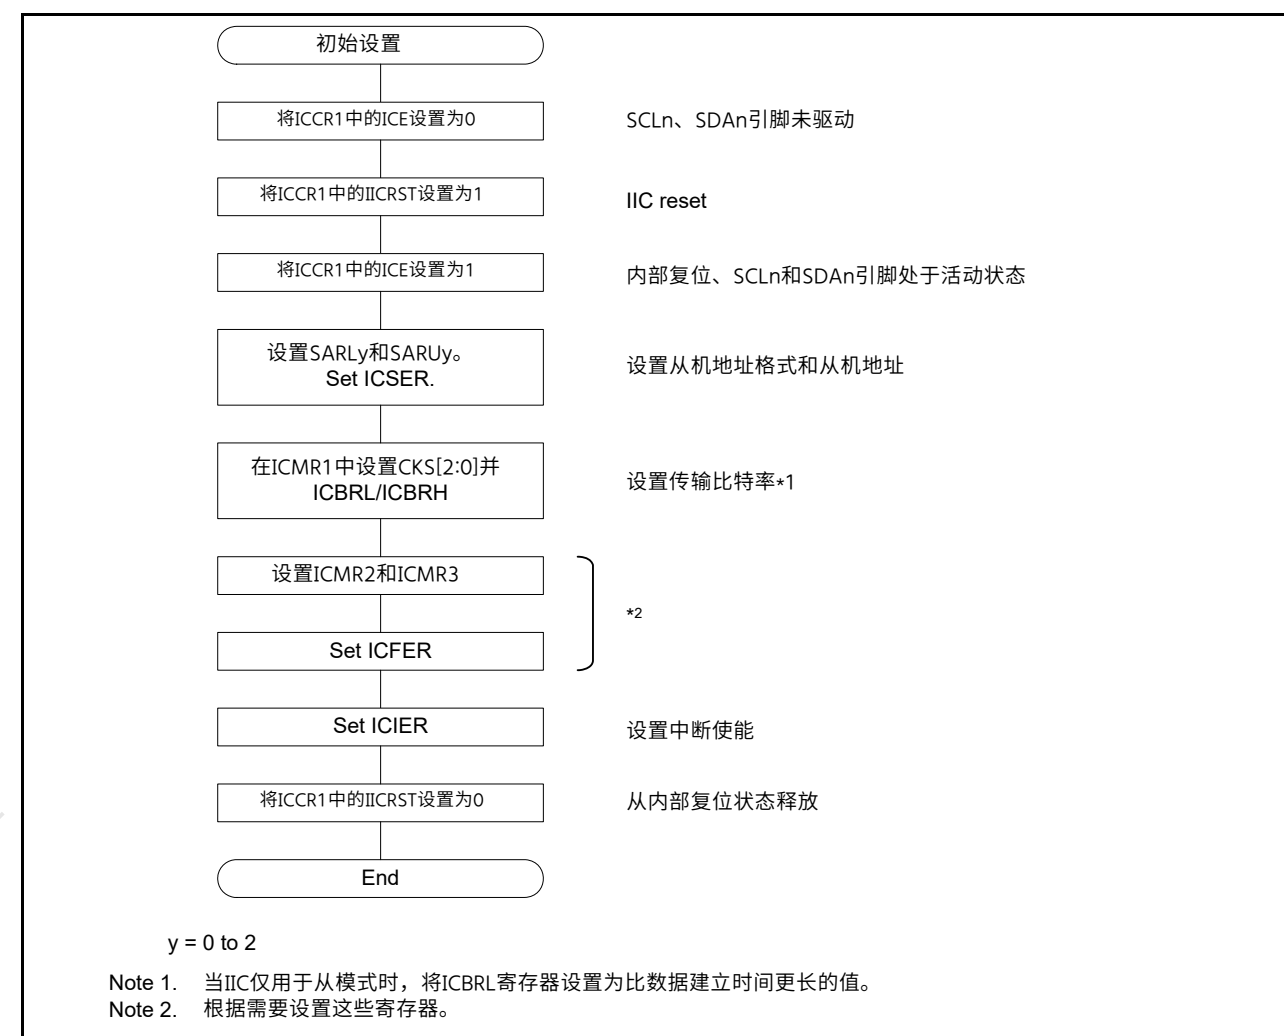 初始设置
将ICCR1中的ICE设置为0
SCLn、SDAn引脚未驱动
将ICCR1中的IICRST设置为1
IIC reset
将ICCR1中的ICE设置为1
内部复位、SCLn和SDAn引脚处于活动状态
设置SARLy和SARUy。
Set ICSER.
设置从机地址格式和从机地址
在ICMR1中设置CKS[2:0]并
ICBRL/ICBRH
设置传输比特率*1
设置ICMR2和ICMR3
*2
Set ICFER
Set ICIER
设置中断使能
将ICCR1中的IICRST设置为0
从内部复位状态释放
End
y = 0 to 2
Note 1. 当IIC仅用于从模式时，将ICBRL寄存器设置为比数据建立时间更长的值。
Note 2. 根据需要设置这些寄存器。